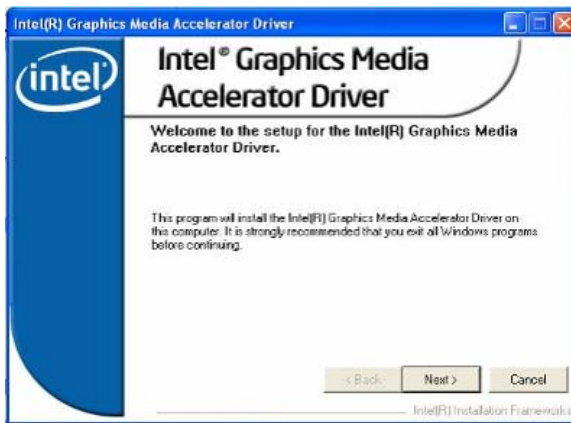 Intel(R) Graphics Media Accelerator Driver
intel
Intel® Graphics Media
Accelerator Driver
Welcome to the setup for the Intel(R) Graphics Media
Accelerator Driver.
This program will install the Intel(R) Graphics Media Accelerator Driver on
this computer. It is strongly recommended that you exit all Windows programs
before continuing.
< Back
Next >
Cancel
Intel(R) Installation Frameworks